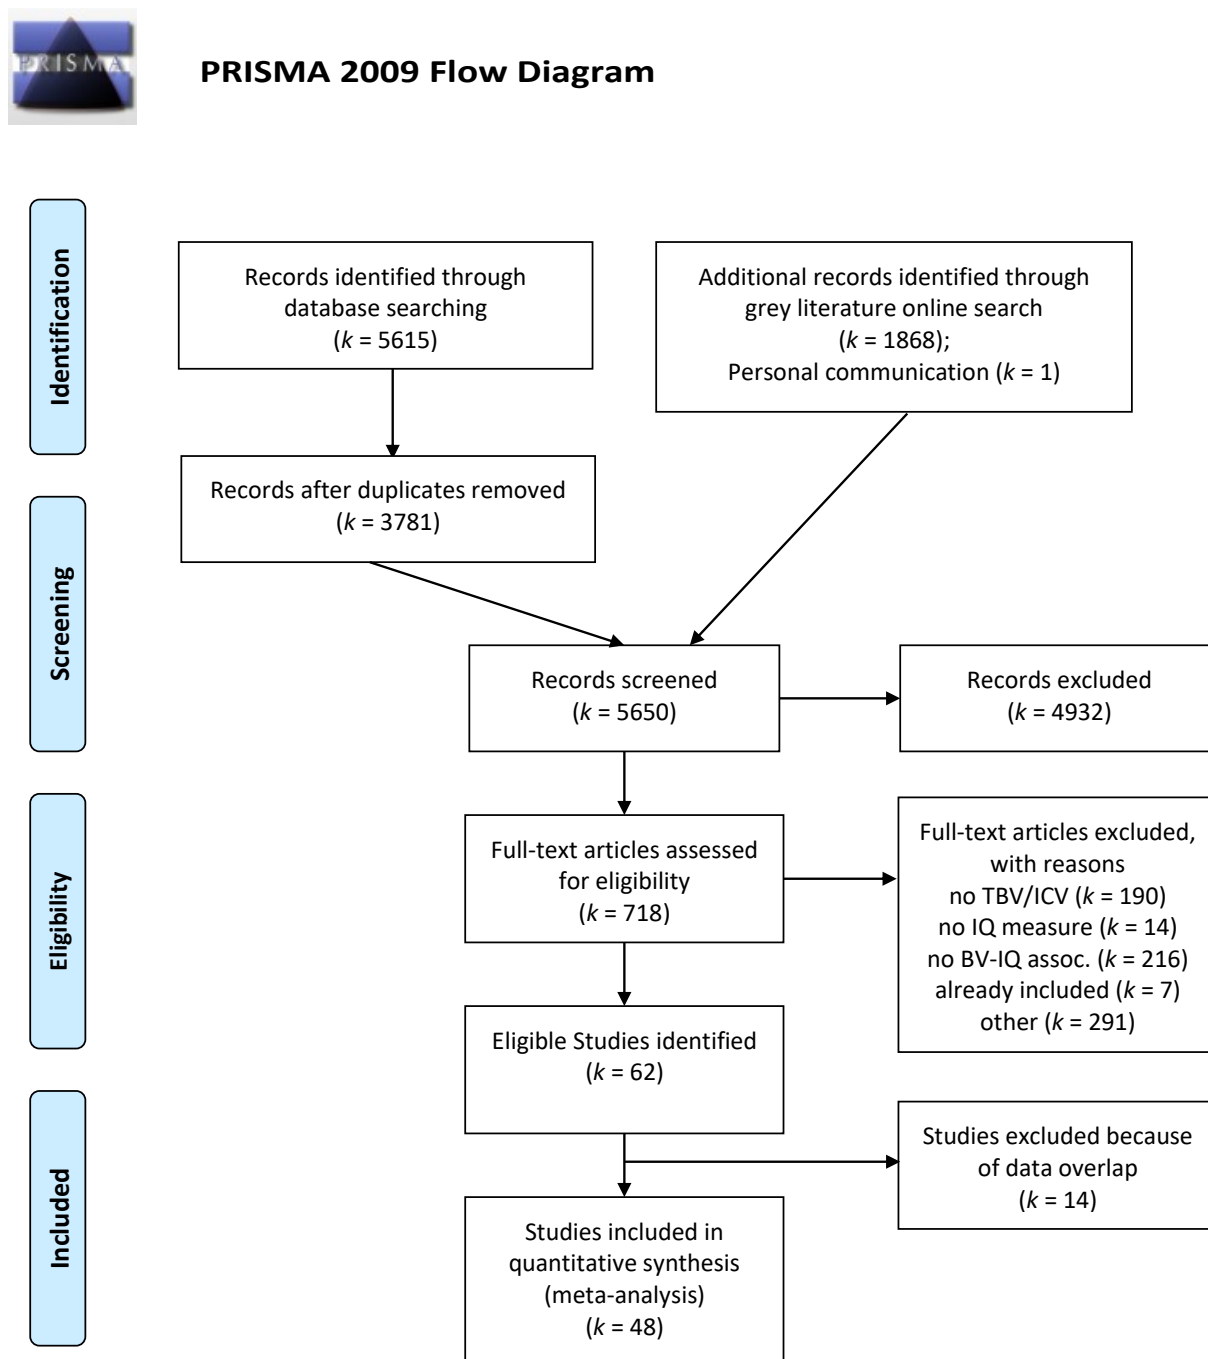 PRISMA
PRISMA 2009 Flow Diagram
Identification
Records identified through
database searching
(k = 5615)
Additional records identified through
grey literature online search
(k = 1868);
Personal communication (k = 1)
Records after duplicates removed
(k = 3781)
Screening
Records screened
(k = 5650)
Records excluded
(k = 4932)
Eligibility
Full-text articles assessed
for eligibility
(k = 718)
Full-text articles excluded,
with reasons
no TBV/ICV (k = 190)
no IQ measure (k = 14)
no BV-IQ assoc. (k = 216)
already included (k = 7)
other (k = 291)
Eligible Studies identified
(k = 62)
Studies excluded because
of data overlap
(k = 14)
Included
Studies included in
quantitative synthesis
(meta-analysis)
(k = 48)